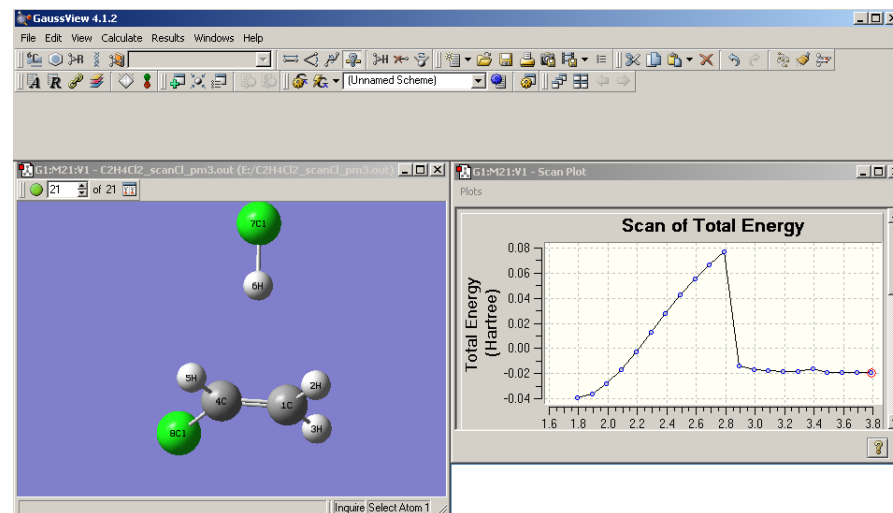 GaussView 4.1.2
File Edit View Calculate Results Windows Help
(Unnamed Scheme)
G1:M21:V1 - C2H4Cl2_scanCl_pm3.out (E:/C2H4Cl2_scanCl_pm3.out)
21 of 21
7Cl
6H
5H
4C
2H
1C
8Cl
3H
Inquire Select Atom 1
G1:M21:V1 - Scan Plot
Plots
Scan of Total Energy
Total Energy
(Hartree)
0.08
0.06
0.04
0.02
0.00
-0.02
-0.04
1.6 1.8 2.0 2.2 2.4 2.6 2.8 3.0 3.2 3.4 3.6 3.8